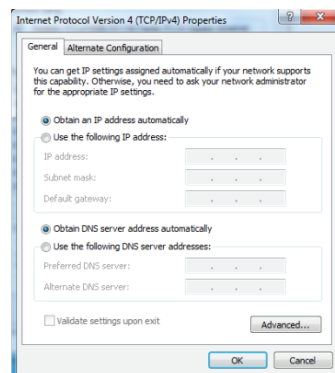 Internet Protocol Version 4 (TCP/IPv4) Properties
General Alternate Configuration
You can get IP settings assigned automatically if your network supports
this capability. Otherwise, you need to ask your network administrator
for the appropriate IP settings.
Obtain an IP address automatically
Use the following IP address:
IP address:
Subnet mask:
Default gateway:
Obtain DNS server address automatically
Use the following DNS server addresses:
Preferred DNS server:
Alternate DNS server:
Validate settings upon exit
Advanced...
OK Cancel